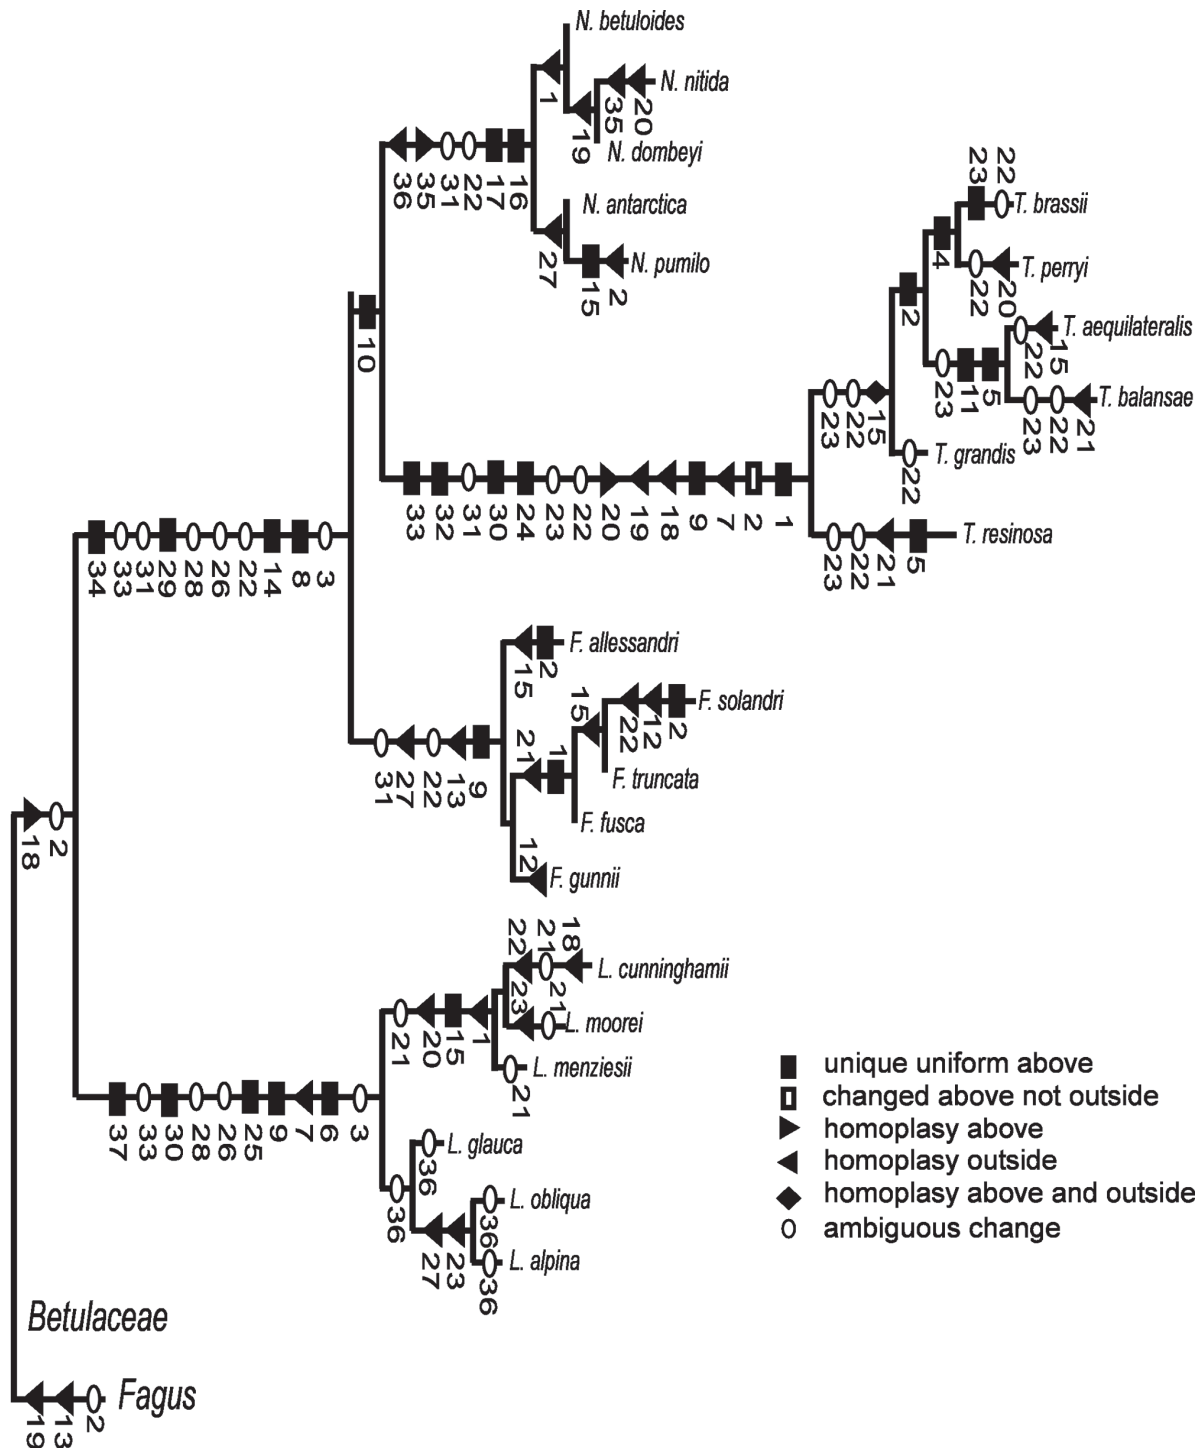 N. betuloides
1
N. nitida
35 20
19
N. dombeyi
36 35 31 22 17 16
N. antarctica
27
N. pumilo
15 2
10
23 22
T. brassii
4
T. perryi
22 20
2
T. aequilateralis
22 15
23 11 5
T. balansae
23 22 21
23 22 15
T. grandis
22
33 32 31 30 24 23 22 20 19 18 9 7 2 1
T. resinosa
23 22 21 5
34 33 31 29 28 26 22 14 8 3
F. allessandri
15 2
F. solandri
15
22 12 2
21 1
F. truncata
31 27 22 13 9
F. fusca
12
F. gunnii
18 2
22 21 18
L. cunninghamii
23 21
L. moorei
21 20 15 1
L. menziesii
21
37 33 30 28 26 25 9 7 6 3
L. glauca
36
36
L. obliqua
36
27 23
L. alpina
36
unique uniform above
changed above not outside
homoplasy above
homoplasy outside
homoplasy above and outside
ambiguous change
Betulaceae
Fagus
19 13 2